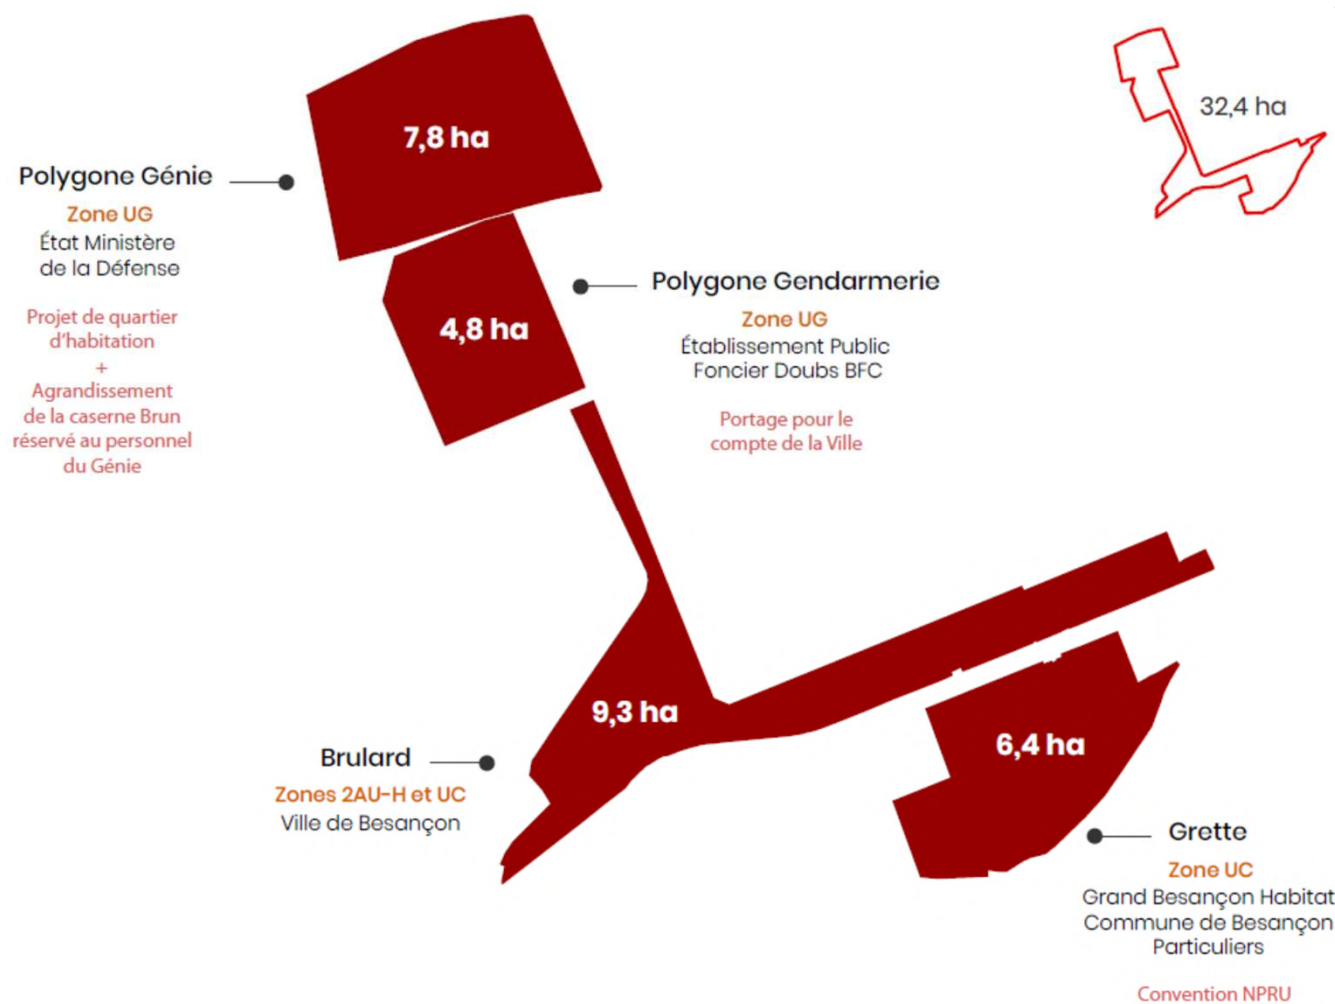 7,8 ha
32,4 ha
Polygone Génie
Zone UG
État Ministère
de la Défense
Projet de quartier
d'habitation
+
Agrandissement
de la caserne Brun
réservé au personnel
du Génie
Polygone Gendarmerie
Zone UG
Établissement Public
Foncier Doubs BFC
Portage pour le
compte de la Ville
4,8 ha
9,3 ha
Brulard
Zones 2AU-H et UC
Ville de Besançon
6,4 ha
Grette
Zone UC
Grand Besançon Habitat
Commune de Besançon
Particuliers
Convention NPRU